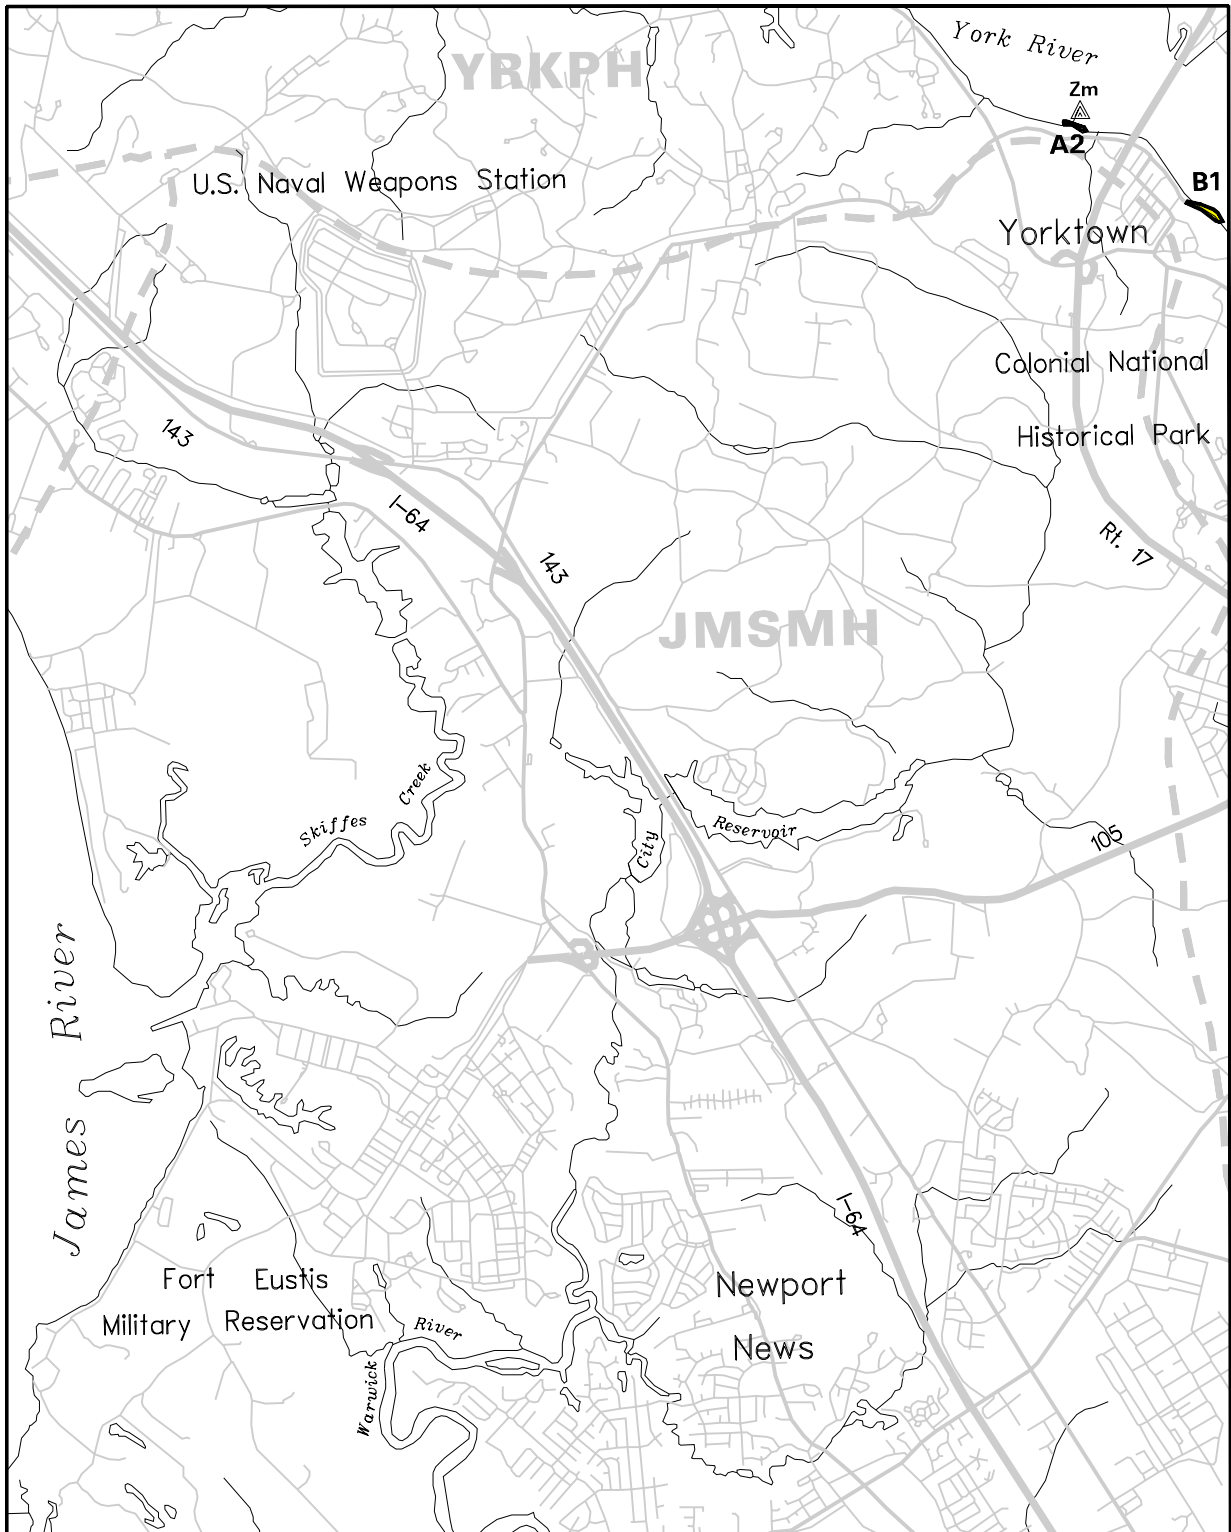 York River
YRKPH
Zm
A2
B1
U.S. Naval Weapons Station
Yorktown
Colonial National
Historical Park
143
I-64
143
Rt. 17
JMSMH
Skiffes
Creek
City
Reservoir
105
James River
I-64
Fort Eustis
Military Reservation
River
Warwick
Newport
News